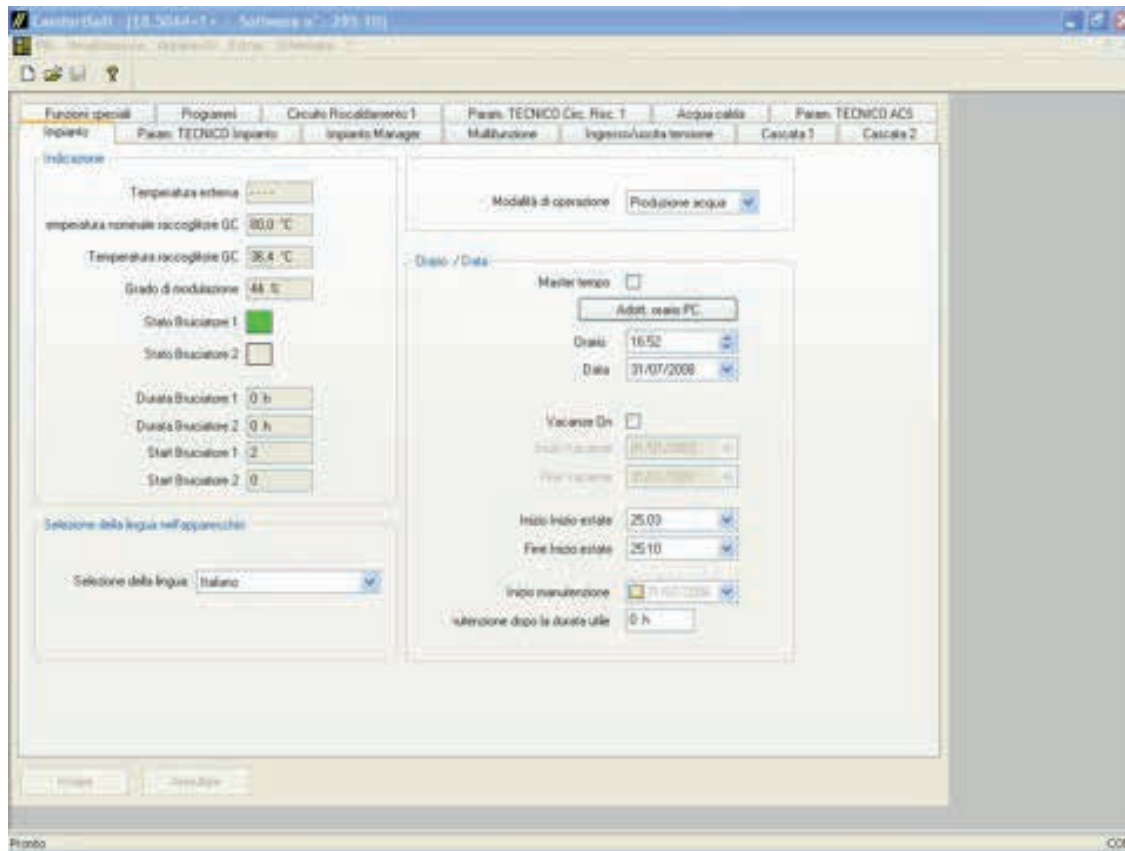 Funzioni speciali
Programmi
Circuito Riscaldamento 1
Param. TECNICO Circ. Risc. 1
Acqua calda
Param. TECNICO ACS
Impianto
Param. TECNICO Impianto
Impianto Manager
Multifunzione
Ingresso/uscita tensione
Cascata 1
Cascata 2
Indicazione
Temperatura esterna ----
emperatura nominale raccoglitore GC 80,0 °C
Temperatura raccoglitore GC 36,4 °C
Grado di modulazione 44 %
Stato Bruciatore 1
Stato Bruciatore 2
Durata Bruciatore 1 0 h
Durata Bruciatore 2 0 h
Start Bruciatore 1 2
Start Bruciatore 2 0
Selezione della lingua nell'apparecchio
Selezione della lingua Italiano
Modalità di operazione Produzione acqua
Orario / Data
Master tempo
Adott. orario PC
Orario 16:52
Data 31/07/2008
Vacanze On
Inizio Inizio estate 25.03
Fine Inizio estate 25.10
Inizio manutenzione
utenzione dopo la durata utile 0 h
Pronto